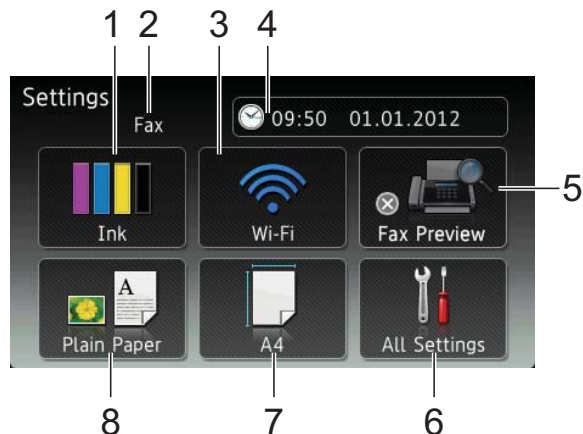 1 2 3 4
Settings
Fax
09:50 01.01.2012
5
Ink Wi-Fi Fax Preview
A
Plain Paper A4 All Settings
8 7 6